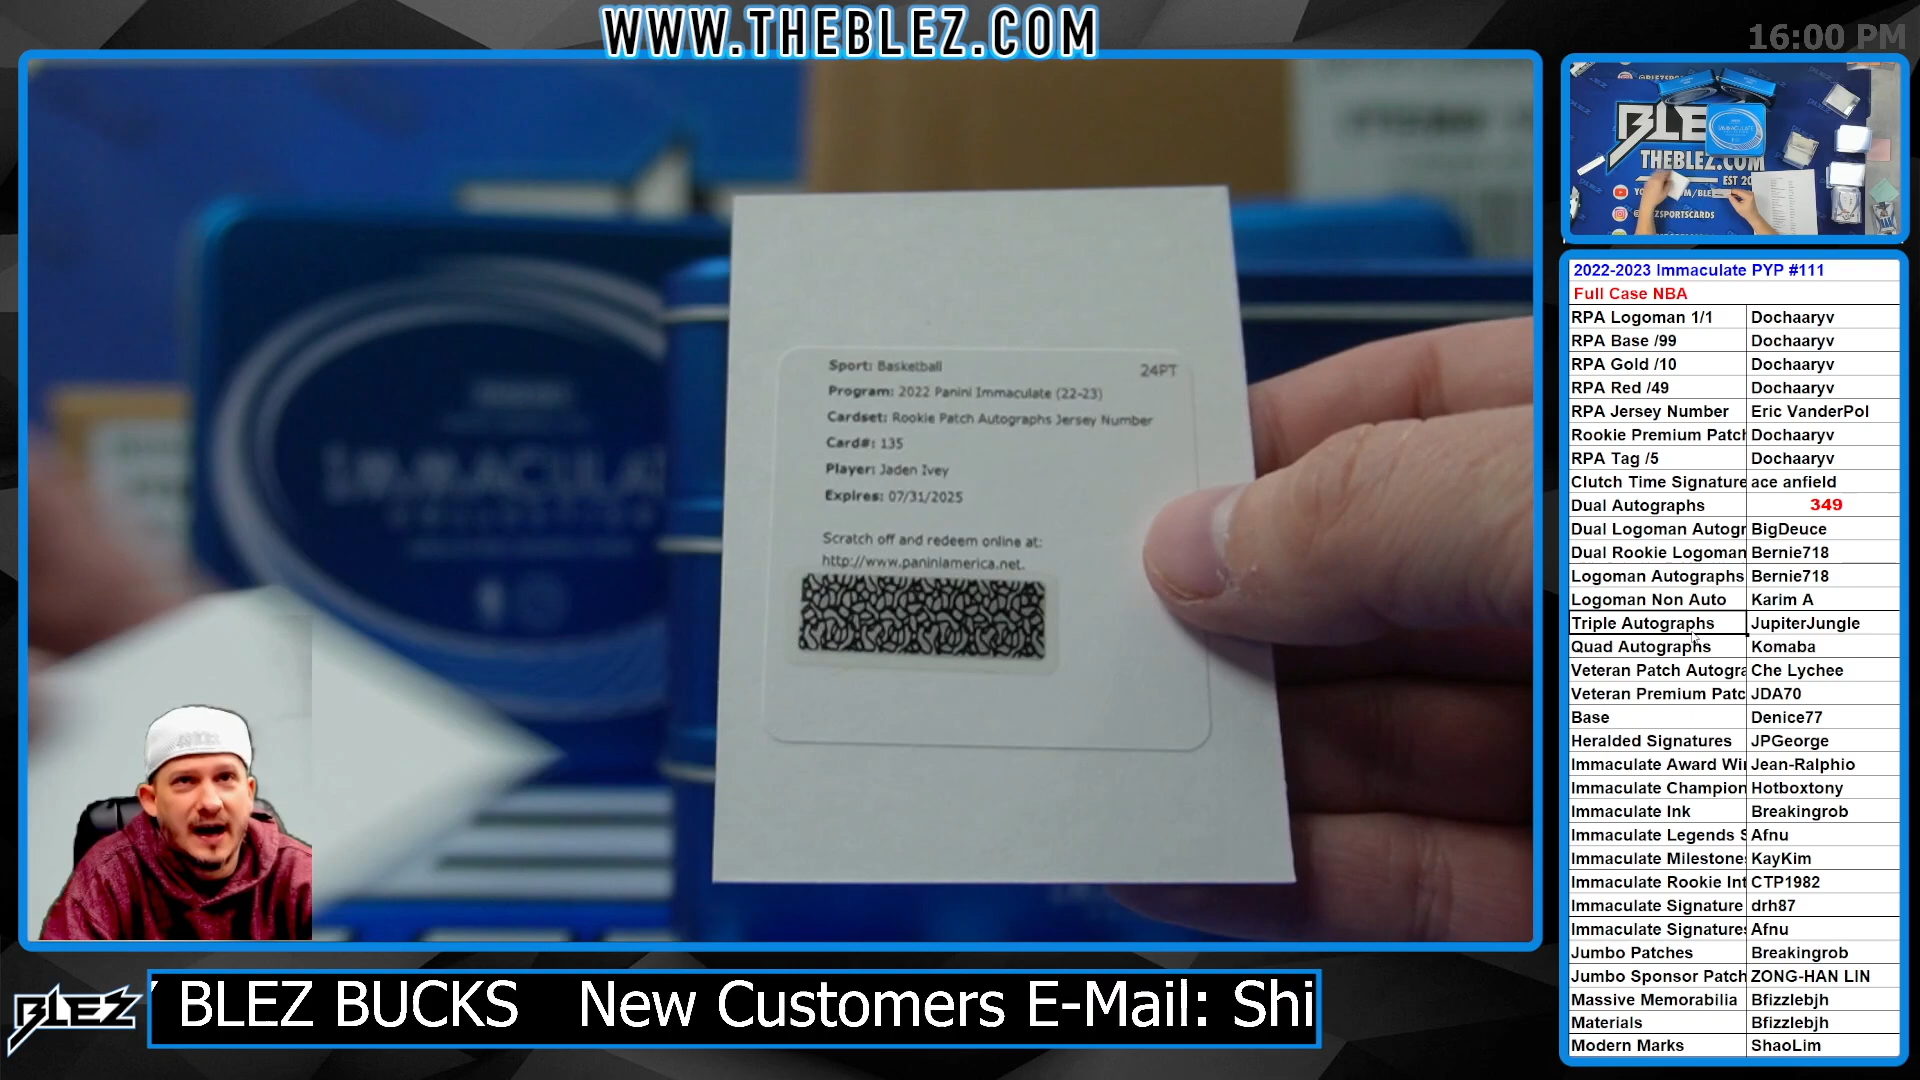 WWW.THEBLEZ.COM
16:00 PM
Sport: Basketball
24PT
Program: 2022 Panini Immaculate (22-23)
Cardset: Rookie Patch Autographs Jersey Number
Card#: 135
Player: Jaden Ivey
Expires: 07/31/2025
Scratch off and redeem online at:
http://www.paniniamerica.net.
IMMACULATE
BLEZ
THEBLEZ.COM
2022-2023 Immaculate PYP #111
Full Case NBA
RPA Logoman 1/1 Dochaaryv
RPA Base /99 Dochaaryv
RPA Gold /10 Dochaaryv
RPA Red /49 Dochaaryv
RPA Jersey Number Eric VanderPol
Rookie Premium Patch Dochaaryv
RPA Tag /5 Dochaaryv
Clutch Time Signature ace anfield
Dual Autographs 349
Dual Logoman Autogr BigDeuce
Dual Rookie Logoman Bernie718
Logoman Autographs Bernie718
Logoman Non Auto Karim A
Triple Autographs JupiterJungle
Quad Autographs Komaba
Veteran Patch Autogra Che Lychee
Veteran Premium Patc JDA70
Base Denice77
Heralded Signatures JPGeorge
Immaculate Award Wi Jean-Ralphio
Immaculate Champion Hotboxtony
Immaculate Ink Breakingrob
Immaculate Legends S Afnu
Immaculate Milestone KayKim
Immaculate Rookie Int CTP1982
Immaculate Signature drh87
Immaculate Signatures Afnu
Jumbo Patches Breakingrob
Jumbo Sponsor Patch ZONG-HAN LIN
Massive Memorabilia Bfizzlebjh
Materials Bfizzlebjh
Modern Marks ShaoLim
BLEZ
BLEZ BUCKS New Customers E-Mail: Shi